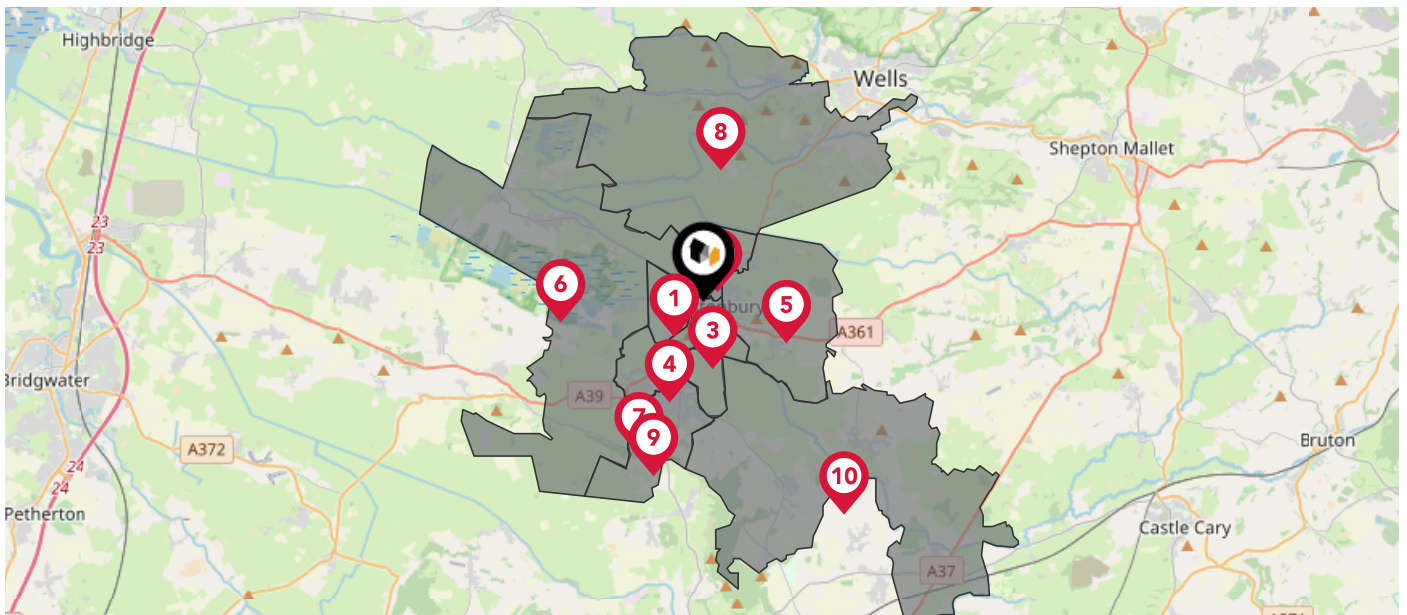 Highbridge
Wells
8
Shepton Mallet
23
23
6
1
5
3
A361
4
Bridgwater
A39
7
9
A372
Bruton
24
24
10
Petherton
Castle Cary
A37